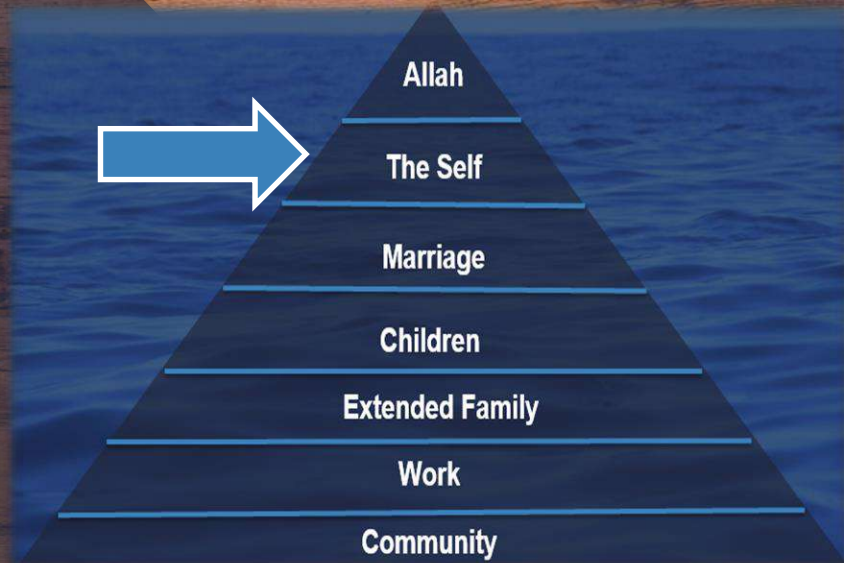 Allah
The Self
Marriage
Children
Extended Family
Work
Community